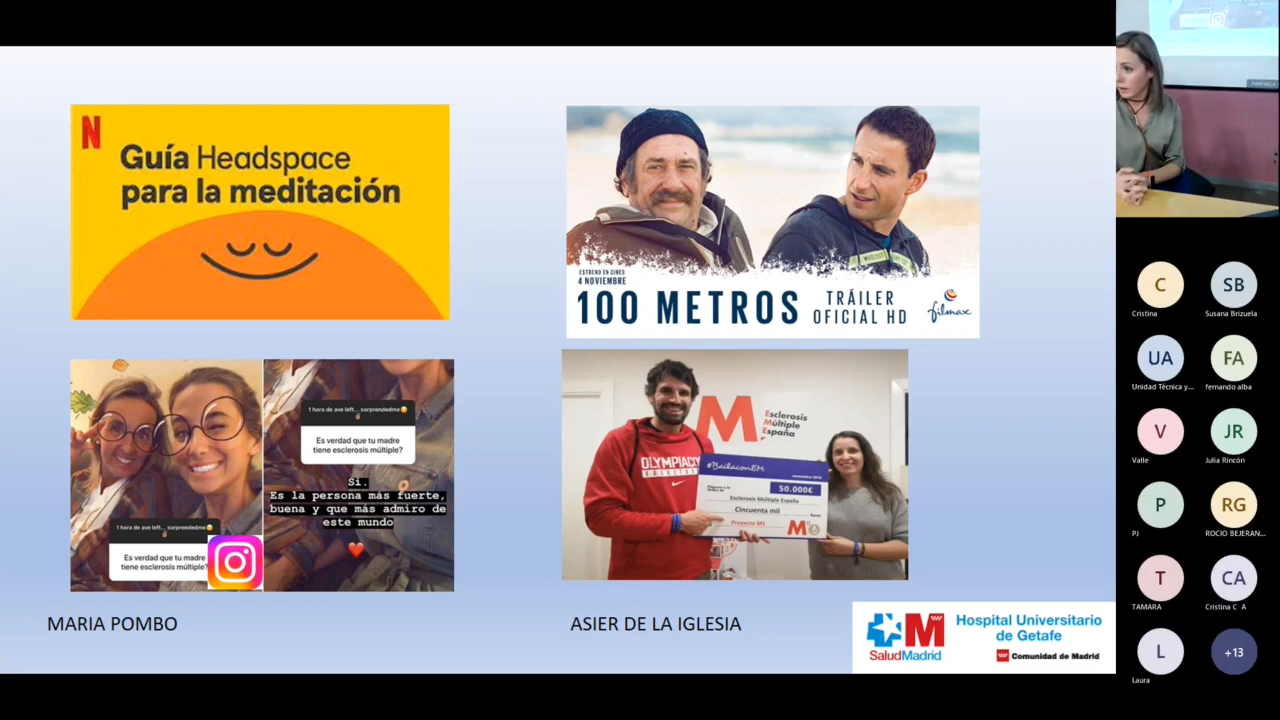 N
Guía Headspace
para la meditación
ESTRENO EN CINES
4 NOVIEMBRE
100 METROS
TRÁILER
OFICIAL HD
filmax
1 hora de ave left... sorprendedme
Es verdad que tu madre
tiene esclerosis múltiple?
1 hora de ave left... sorprendedme
Es verdad que tu madre
tiene esclerosis múltiple?
Si.
Es la persona más fuerte,
buena y que más admiro de
este mundo
MARIA POMBO
M
Esclerosis
Múltiple
España
OLYMPIACO
#BailaconEM
50.000€
Esclerosis Múltiple España
Cincuenta mil
Proyecto M1
M
ASIER DE LA IGLESIA
M
SaludMadrid
Hospital Universitario
de Getafe
Comunidad de Madrid
C
Cristina
SB
Susana Brizuela
UA
Unidad Técnica y...
FA
fernando alba
V
Valle
JR
Julia Rincón
P
PJ
RG
ROCIO BEJERAN...
T
TAMARA
CA
Cristina C A
L
Laura
+13